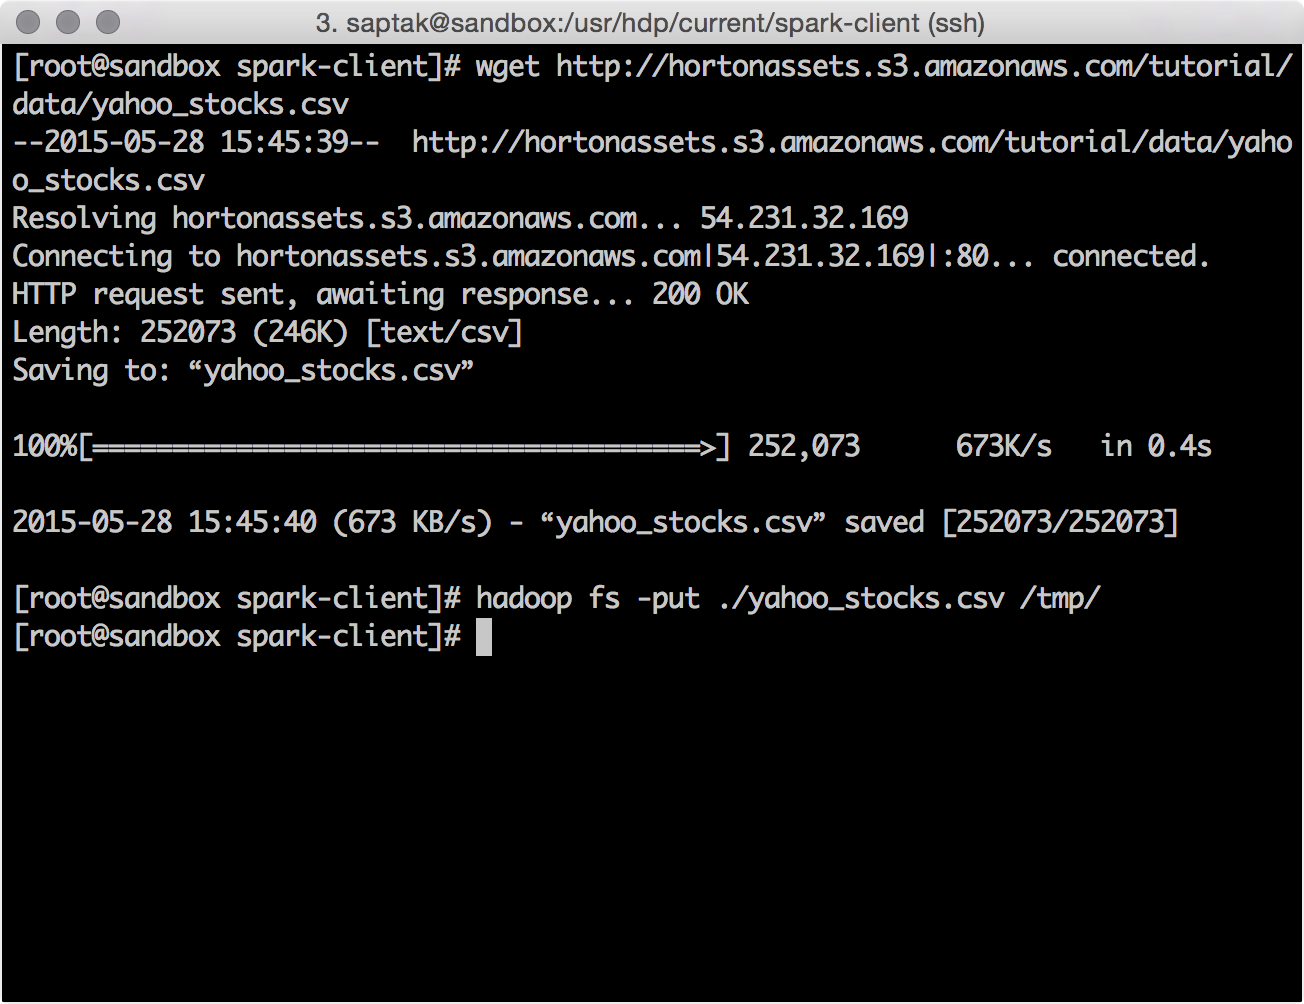 3. saptak@sandbox:/usr/hdp/current/spark-client (ssh)
[root@sandbox spark-client]# wget http://hortonassets.s3.amazonaws.com/tutorial/
data/yahoo_stocks.csv
--2015-05-28 15:45:39--  http://hortonassets.s3.amazonaws.com/tutorial/data/yaho
o_stocks.csv
Resolving hortonassets.s3.amazonaws.com... 54.231.32.169
Connecting to hortonassets.s3.amazonaws.com|54.231.32.169|:80... connected.
HTTP request sent, awaiting response... 200 OK
Length: 252073 (246K) [text/csv]
Saving to: “yahoo_stocks.csv”
100%[======================================>] 252,073      673K/s   in 0.4s
2015-05-28 15:45:40 (673 KB/s) - “yahoo_stocks.csv” saved [252073/252073]
[root@sandbox spark-client]# hadoop fs -put ./yahoo_stocks.csv /tmp/
[root@sandbox spark-client]#